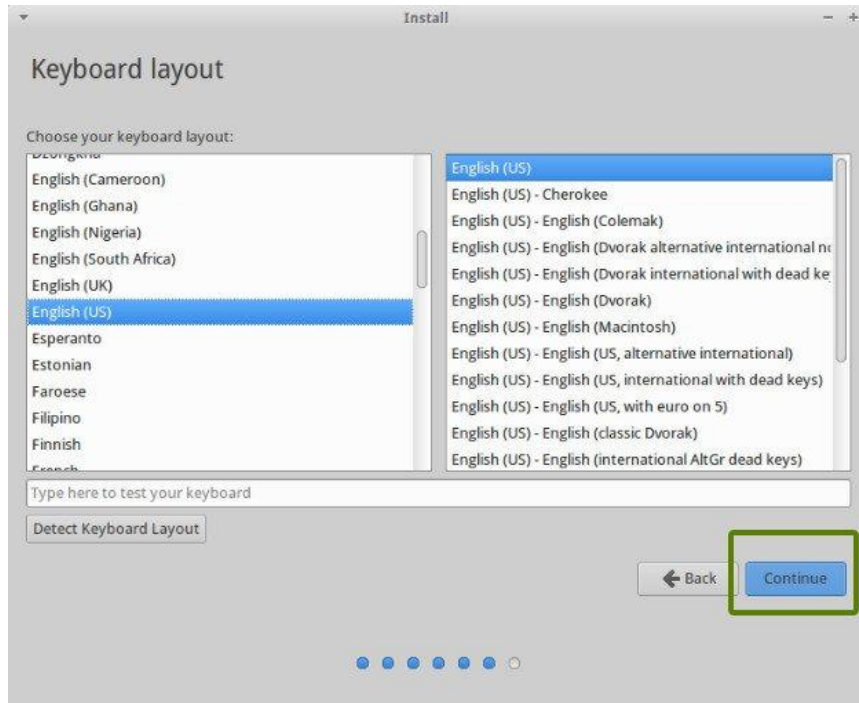 Install
Keyboard layout
Choose your keyboard layout:
Dzongkha
English (Cameroon)
English (Ghana)
English (Nigeria)
English (South Africa)
English (UK)
English (US)
Esperanto
Estonian
Faroese
Filipino
Finnish
French
English (US)
English (US) - Cherokee
English (US) - English (Colemak)
English (US) - English (Dvorak alternative international no
English (US) - English (Dvorak international with dead ke
English (US) - English (Dvorak)
English (US) - English (Macintosh)
English (US) - English (US, alternative international)
English (US) - English (US, international with dead keys)
English (US) - English (US, with euro on 5)
English (US) - English (classic Dvorak)
English (US) - English (international AltGr dead keys)
Type here to test your keyboard
Detect Keyboard Layout
Back
Continue